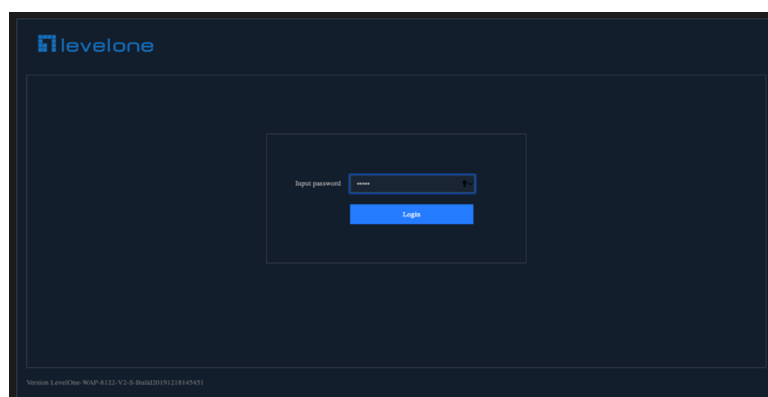 levelone
Input password •••••
Login
Version LevelOne-WAP-8122-V2-S-Build20191218145451